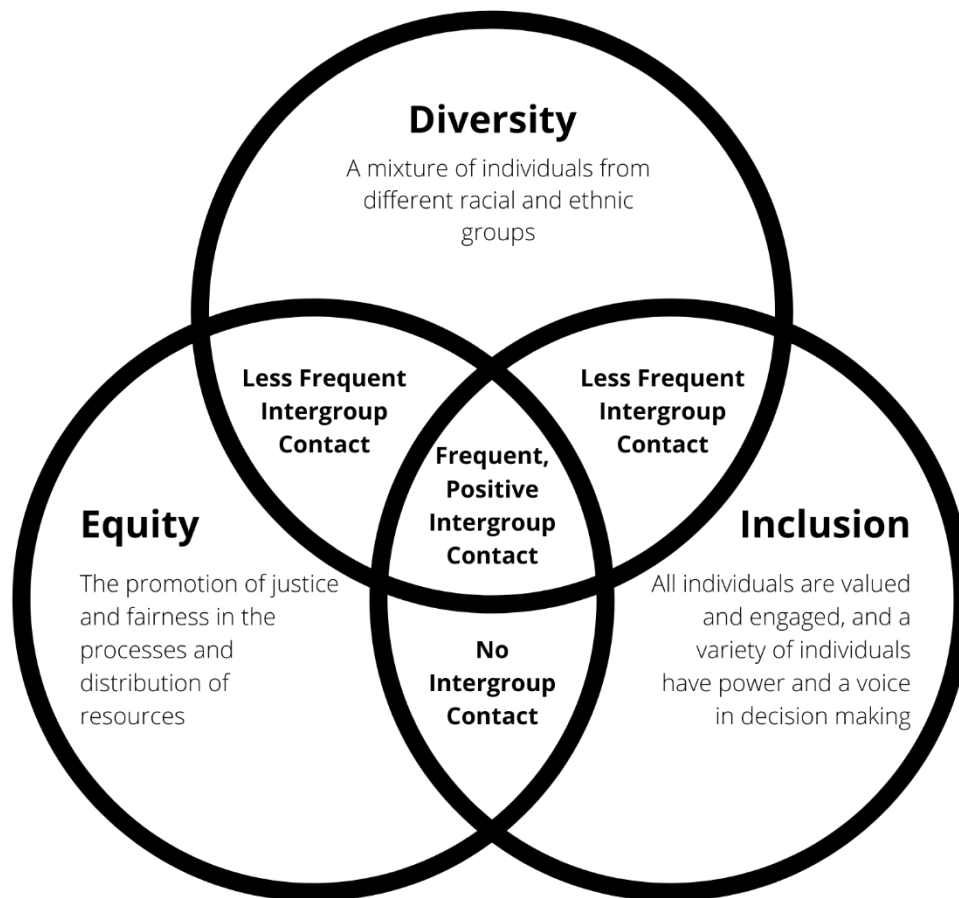 Diversity
A mixture of individuals from
different racial and ethnic
groups
Less Frequent
Intergroup
Contact
Less Frequent
Intergroup
Contact
Frequent,
Positive
Intergroup
Contact
Equity
The promotion of justice
and fairness in the
processes and
distribution of
resources
Inclusion
All individuals are valued
and engaged, and a
variety of individuals
have power and a voice
in decision making
No
Intergroup
Contact